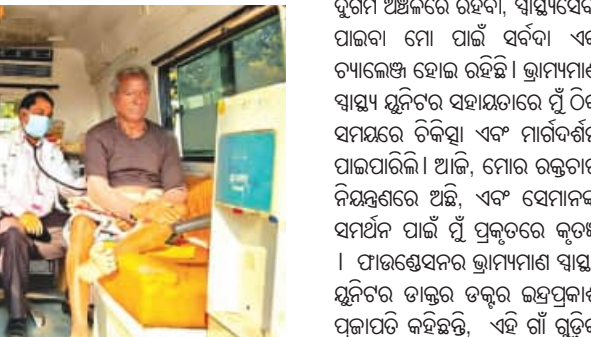 ଦୁର୍ଗମ ଅଞ୍ଚଳରେ ରହିବା, ସ୍ୱାସ୍ଥ୍ୟସେବା
ପାଇବା ମୋ ପାଇଁ ସର୍ବଦା ଏକ
ଚ୍ୟାଲେଞ୍ଜ ହୋଇ ରହିଛି। ଭ୍ରାମ୍ୟମାଣ
ସ୍ୱାସ୍ଥ୍ୟ ୟୁନିଟର ସହାୟତାରେ ମୁଁ ଠିକ
ସମୟରେ ଚିକିତ୍ସା ଏବଂ ମାର୍ଗଦର୍ଶନ
ପାଇପାରିଲି। ଆଜି, ମୋର ରକ୍ତଚାପ
ନିୟନ୍ତ୍ରଣରେ ଅଛି, ଏବଂ ସେମାନଙ୍କ
ସମର୍ଥନ ପାଇଁ ମୁଁ ପ୍ରକୃତରେ କୃତଜ୍ଞ
। ଫାଉଣ୍ଡେସନର ଭ୍ରାମ୍ୟମାଣ ସ୍ୱାସ୍ଥ୍ୟ
ୟୁନିଟର ଡାକ୍ତର ଡକ୍ଟର ଇନ୍ଦ୍ରପ୍ରକାଶ
ପ୍ରଜାପତି କହିଛନ୍ତି, ଏହି ଗାଁ ଗୁଡ଼ିକ